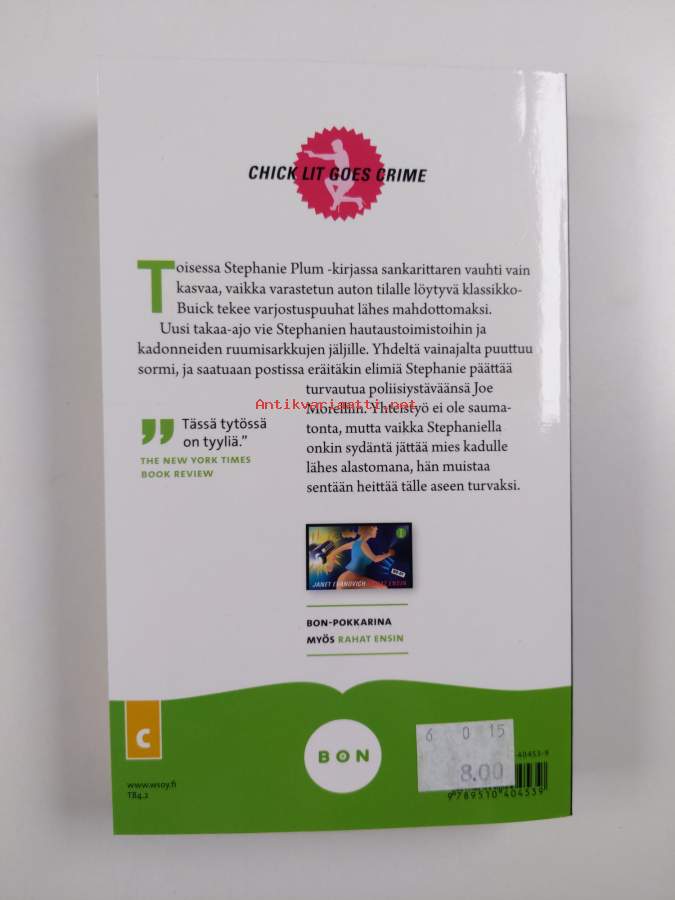 CHICK LIT GOES CRIME
Toisessa Stephanie Plum -kirjassa sankarittaren vauhti vain
kasvaa, vaikka varastetun auton tilalle löytyvä klassikko-
Buick tekee varjostuspuuhat lähes mahdottomaksi.
Uusi takaa-ajo vie Stephanien hautaustoimistoihin ja
kadonneiden ruumisarkkujen jäljille. Yhdeltä vainajalta puuttuu
sormi, ja saatuaan postissa eräitäkin elimiä Stephanie päättää
turvautua poliisiystäväänsä Joe
Antikvariaatti.net
Morelliin. Yhteistyö ei ole sauma-
tonta, mutta vaikka Stephaniella
onkin sydäntä jättää mies kadulle
lähes alastomana, hän muistaa
sentään heittää tälle aseen turvaksi.
Tässä tytössä
on tyyliä.”
THE NEW YORK TIMES
BOOK REVIEW
JANET EVANOVICH
BON-POKKARINA
MYÖS RAHAT ENSIN
C
BON
6 0 15
8.00
-40453-9
9789510404539
www.wsoy.fi
T84.2